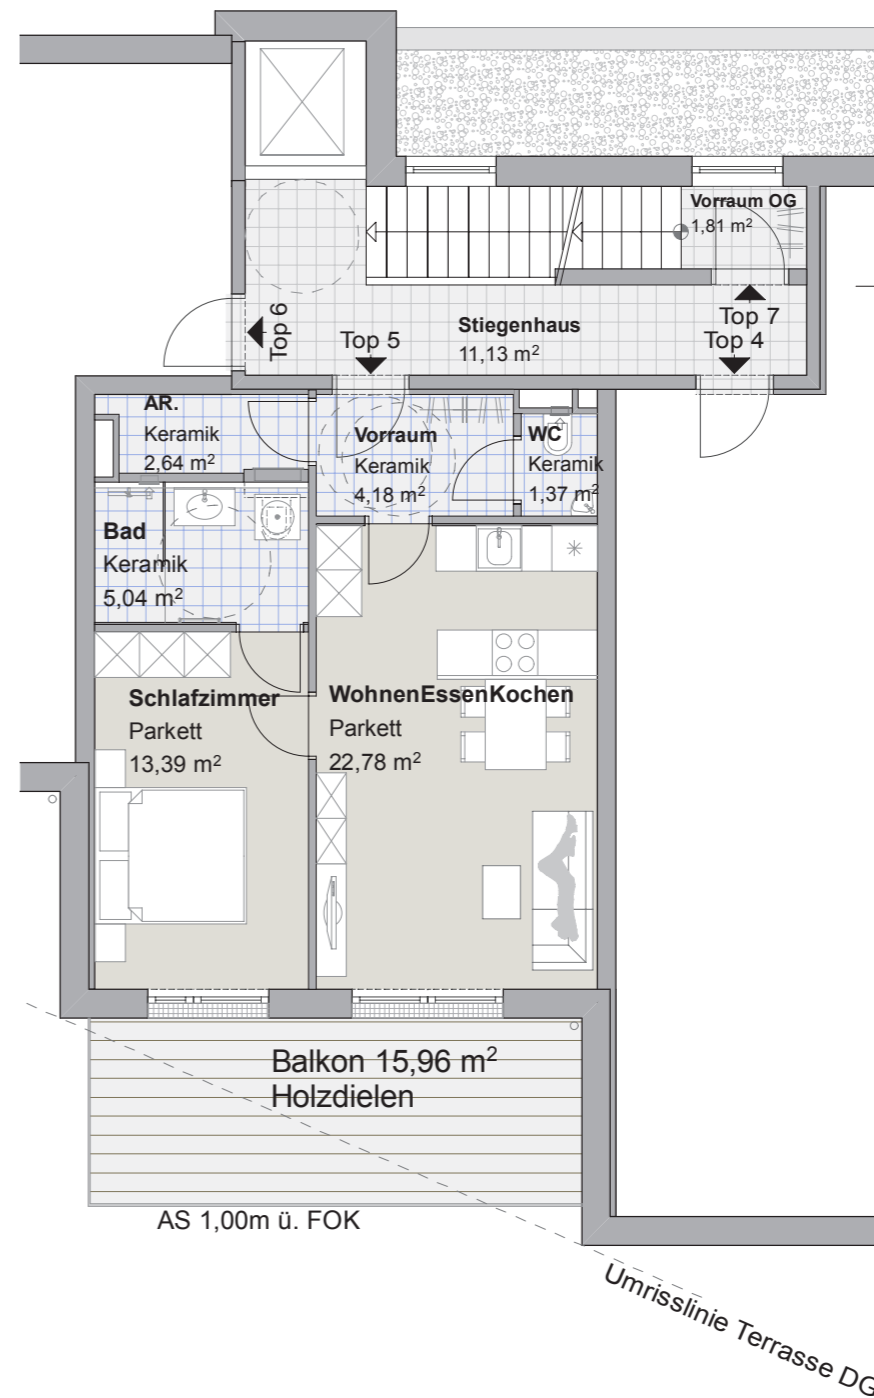 Vorraum OG
1,81 m²
Top 6
Top 5
Stiegenhaus
11,13 m²
Top 7
Top 4
AR.
Keramik
2,64 m²
Vorraum
Keramik
4,18 m²
WC
Keramik
1,37 m²
Bad
Keramik
5,04 m²
Schlafzimmer
Parkett
13,39 m²
WohnenEssenKochen
Parkett
22,78 m²
Balkon 15,96 m²
Holzdielen
AS 1,00m ü. FOK
Umrisslinie Terrasse DG